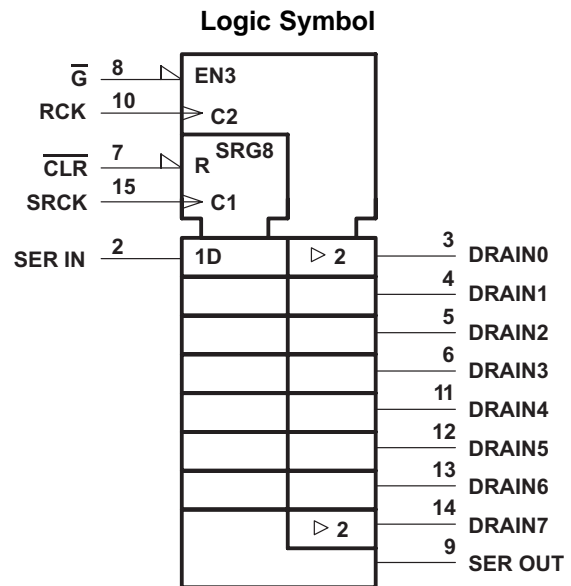 Logic Symbol
G̅ 8 EN3
RCK 10 C2
SRG8
C̅L̅R̅ 7 R
SRCK 15 C1
SER IN 2 1D ▷ 2 3 DRAIN0
4 DRAIN1
5 DRAIN2
6 DRAIN3
11 DRAIN4
12 DRAIN5
13 DRAIN6
▷ 2 14 DRAIN7
9 SER OUT